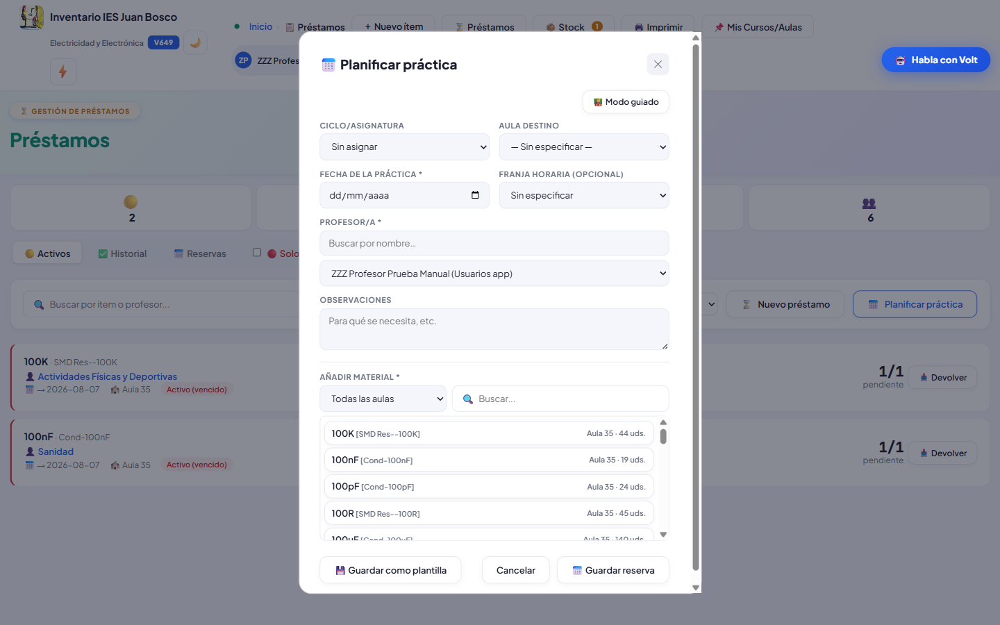 Inventario IES Juan Bosco
Electricidad y Electrónica V649
Inicio › Préstamos
+ Nuevo ítem
Préstamos
Stock 1
Imprimir
Mis Cursos/Aulas
ZP ZZZ Profes
Habla con Volt
GESTIÓN DE PRÉSTAMOS
Préstamos
2
6
Activos
Historial
Reservas
Solo
Buscar por ítem o profesor...
Nuevo préstamo
Planificar práctica
100K · SMD Res--100K
Actividades Físicas y Deportivas
→ 2026-08-07 Aula 35 Activo (vencido)
1/1
pendiente
Devolver
100nF · Cond-100nF
Sanidad
→ 2026-08-07 Aula 35 Activo (vencido)
1/1
pendiente
Devolver
Planificar práctica
Modo guiado
CICLO/ASIGNATURA
Sin asignar
AULA DESTINO
— Sin especificar —
FECHA DE LA PRÁCTICA *
dd/mm/aaaa
FRANJA HORARIA (OPCIONAL)
Sin especificar
PROFESOR/A *
Buscar por nombre...
ZZZ Profesor Prueba Manual (Usuarios app)
OBSERVACIONES
Para qué se necesita, etc.
AÑADIR MATERIAL *
Todas las aulas
Buscar...
100K [SMD Res--100K] Aula 35 · 44 uds.
100nF [Cond-100nF] Aula 35 · 19 uds.
100pF [Cond-100pF] Aula 35 · 24 uds.
100R [SMD Res--100R] Aula 35 · 45 uds.
100uF [Cond-100uF] Aula 35 · 140 uds.
Guardar como plantilla
Cancelar
Guardar reserva